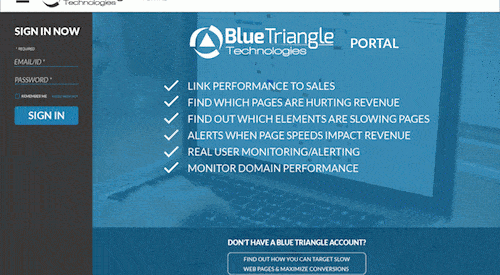 Technologies
SIGN IN NOW
* REQUIRED
EMAIL/ID *
PASSWORD *
REMEMBER ME
SIGN IN
BlueTriangle
Technologies
PORTAL
LINK PERFORMANCE TO SALES
FIND WHICH PAGES ARE HURTING REVENUE
FIND OUT WHICH ELEMENTS ARE SLOWING PAGES
ALERTS WHEN PAGE SPEEDS IMPACT REVENUE
REAL USER MONITORING/ALERTING
MONITOR DOMAIN PERFORMANCE
DON'T HAVE A BLUE TRIANGLE ACCOUNT?
FIND OUT HOW YOU CAN TARGET SLOW
WEB PAGES & MAXIMIZE CONVERSIONS